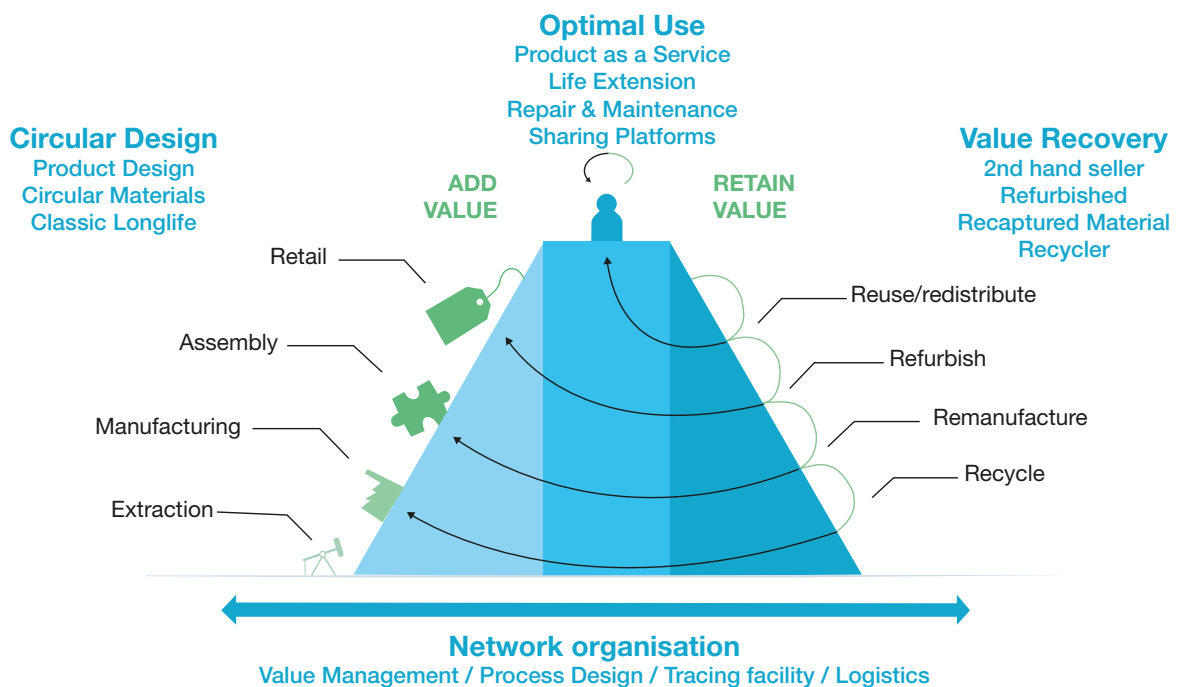 Optimal Use
Product as a Service
Life Extension
Repair & Maintenance
Sharing Platforms
Circular Design
Product Design
Circular Materials
Classic Longlife
Value Recovery
2nd hand seller
Refurbished
Recaptured Material
Recycler
ADD
VALUE
RETAIN
VALUE
Retail
Assembly
Manufacturing
Extraction
Reuse/redistribute
Refurbish
Remanufacture
Recycle
Network organisation
Value Management / Process Design / Tracing facility / Logistics